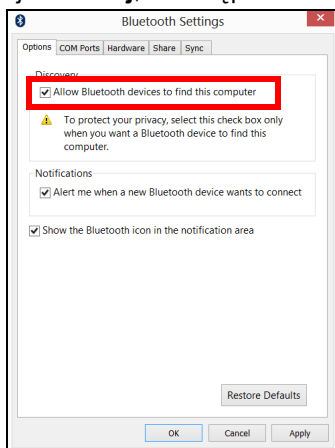 Bluetooth Settings
Options COM Ports Hardware Share Sync
Discovery
Allow Bluetooth devices to find this computer
To protect your privacy, select this check box only
when you want a Bluetooth device to find this
computer.
Notifications
Alert me when a new Bluetooth device wants to connect
Show the Bluetooth icon in the notification area
Restore Defaults
OK Cancel Apply